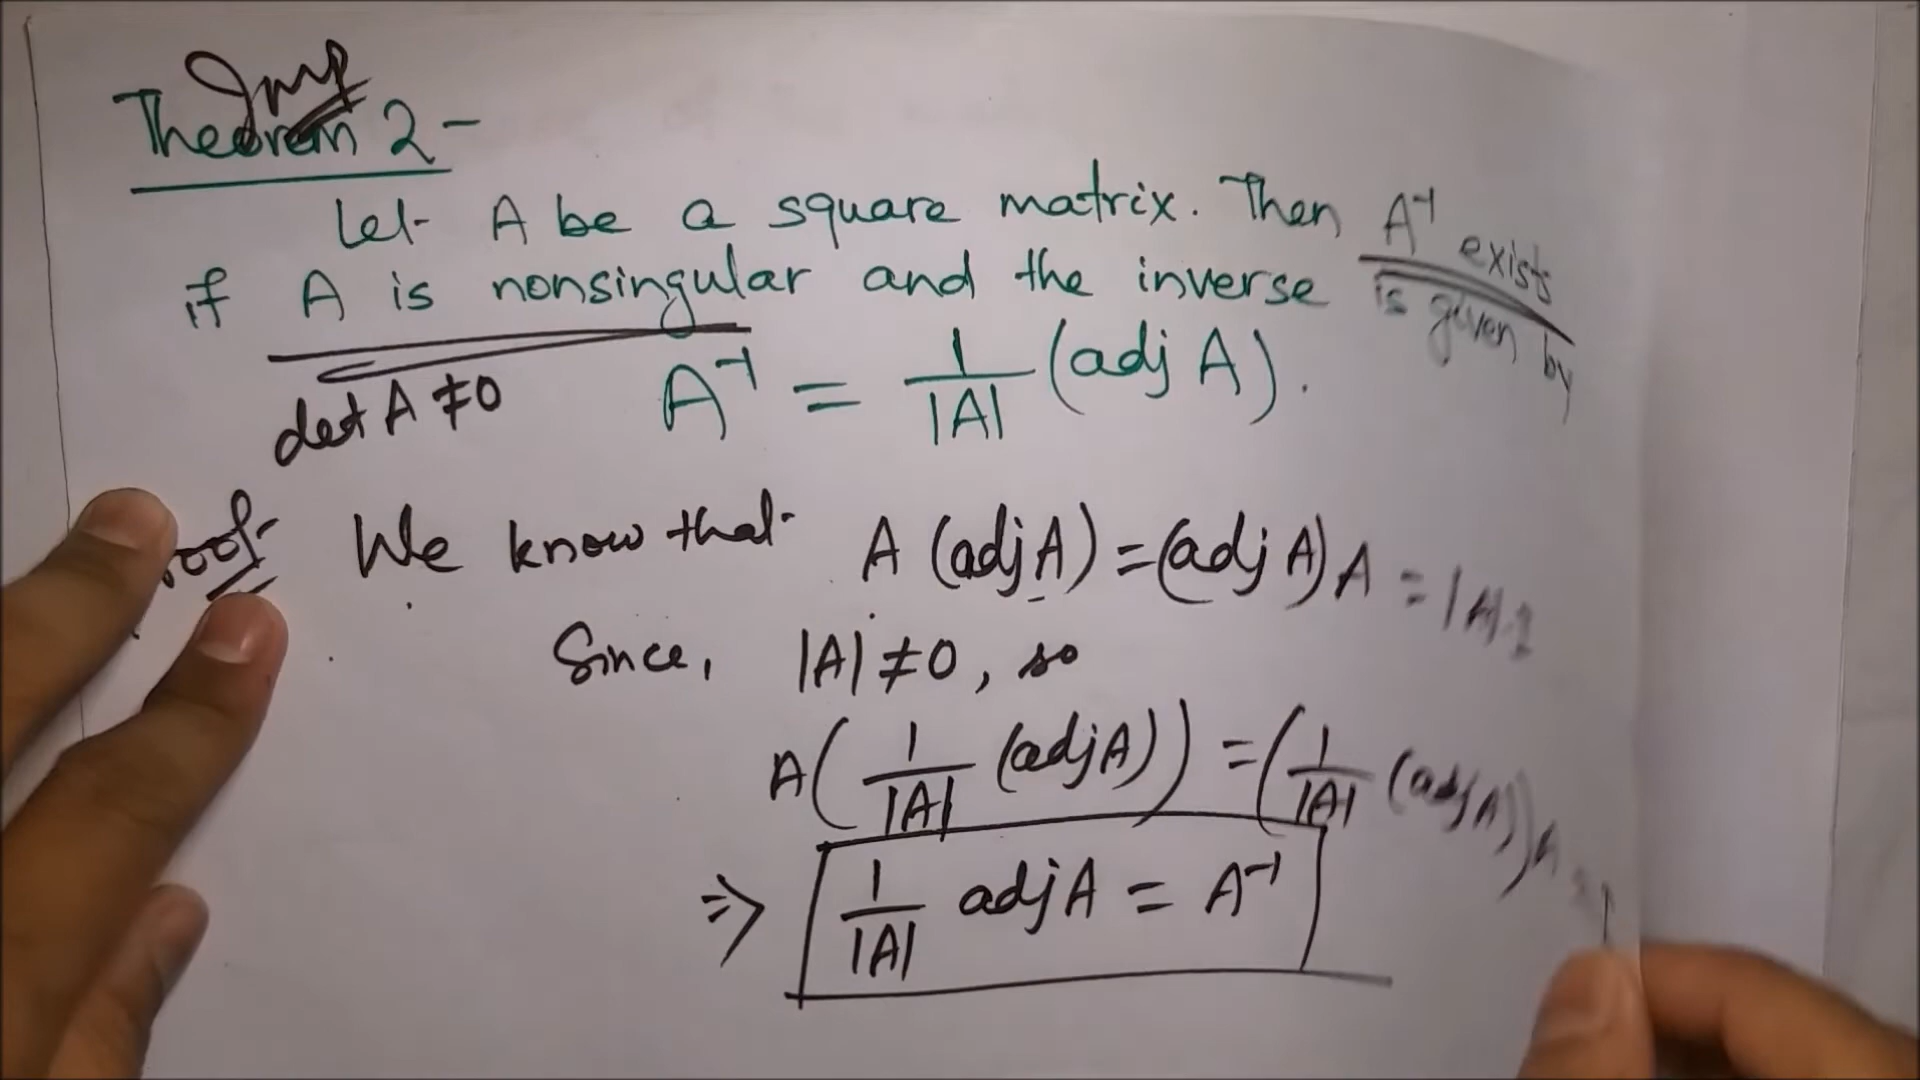 Imp
Theorem 2 -
Let A be a square matrix. Then A⁻¹ exists
if A is nonsingular and the inverse is given by
det A ≠ 0
A⁻¹ = 1/|A| (adj A).
We know that A (adj A) = (adj A) A = |A|.I
Since, |A| ≠ 0, so
A( 1/|A| (adj A)) = ( 1/|A| (adj A)) A =
⇒ 1/|A| adj A = A⁻¹